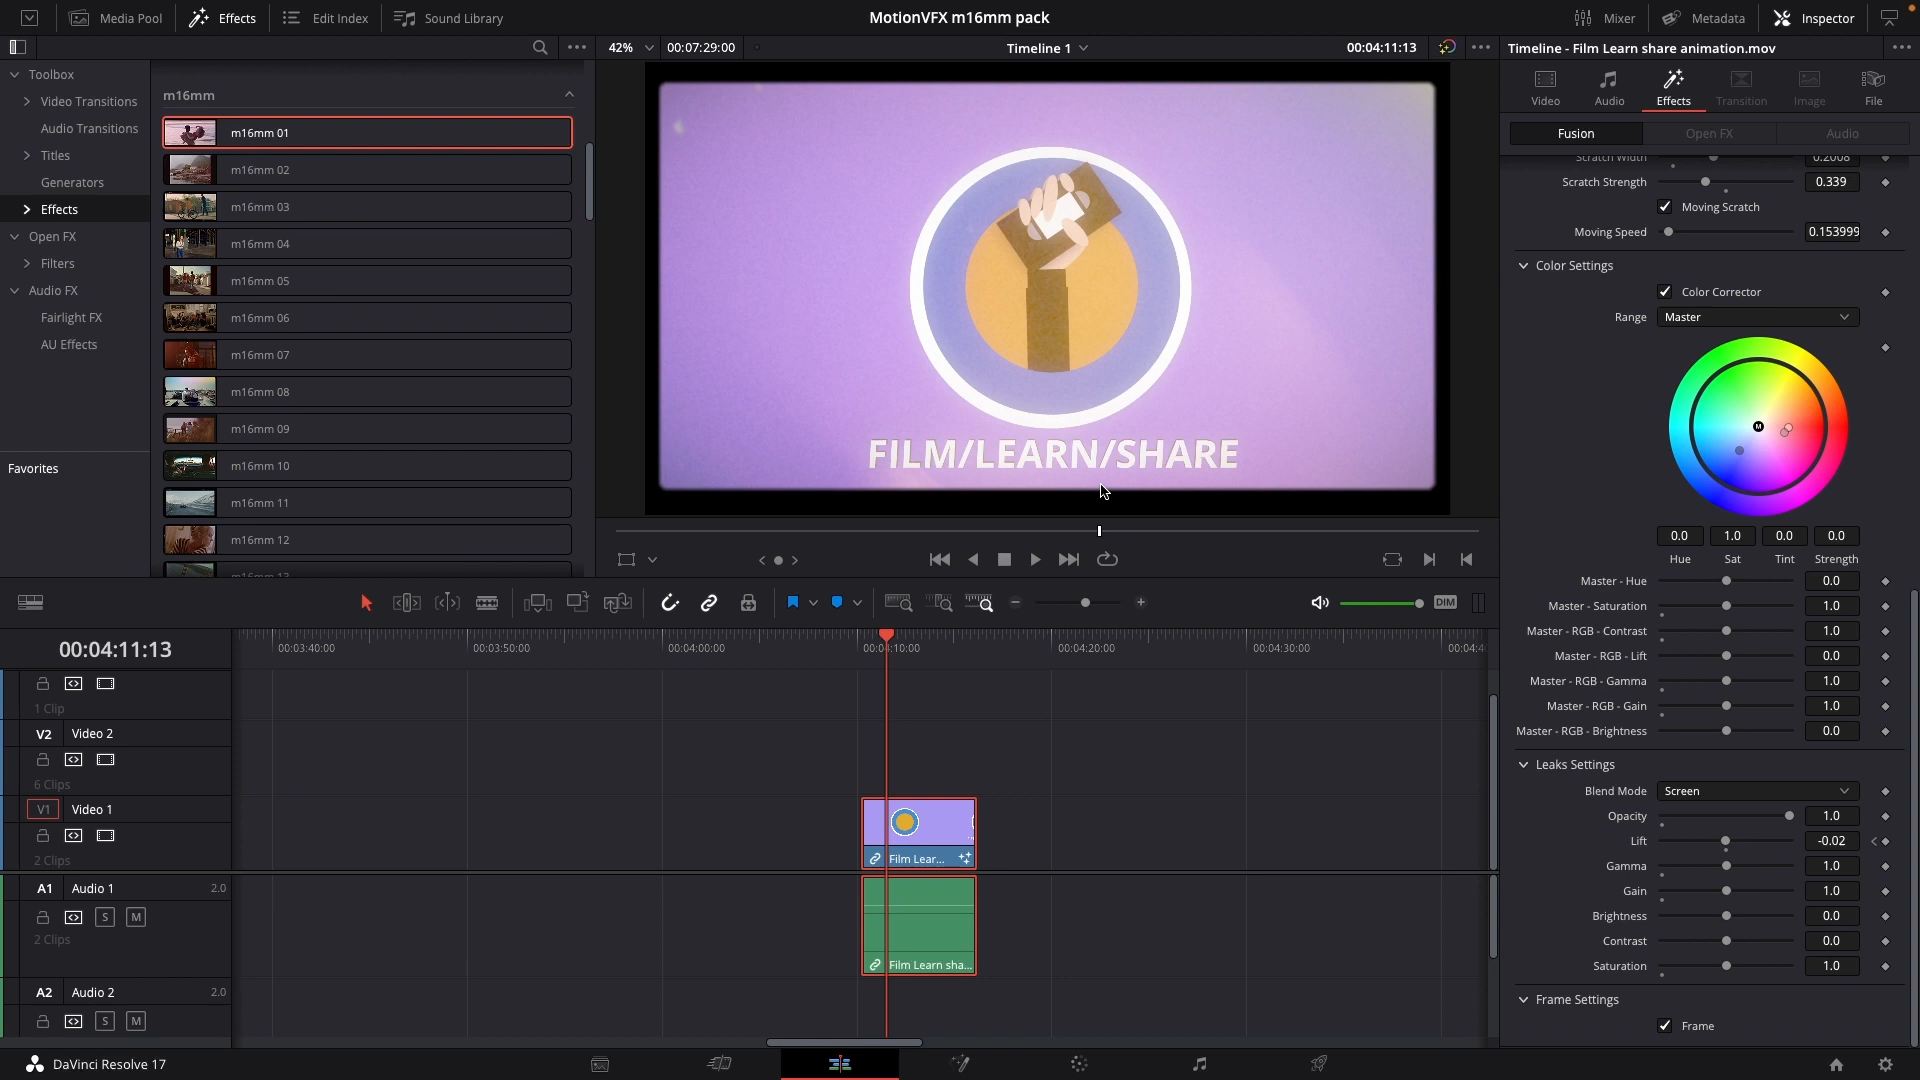 Media Pool
Effects
Edit Index
Sound Library
MotionVFX m16mm pack
Mixer
Metadata
Inspector
42%
00:07:29:00
Timeline 1
00:04:11:13
Timeline - Film Learn share animation.mov
Toolbox
Video Transitions
Audio Transitions
Titles
Generators
Effects
Open FX
Filters
Audio FX
Fairlight FX
AU Effects
Favorites
m16mm
m16mm 01
m16mm 02
m16mm 03
m16mm 04
m16mm 05
m16mm 06
m16mm 07
m16mm 08
m16mm 09
m16mm 10
m16mm 11
m16mm 12
m16mm 13
FILM/LEARN/SHARE
Video
Audio
Effects
Transition
Image
File
Fusion
Open FX
Audio
Scratch Width 0.2008
Scratch Strength 0.339
Moving Scratch
Moving Speed 0.153999
Color Settings
Color Corrector
Range Master
M
0.0 1.0 0.0 0.0
Hue Sat Tint Strength
Master - Hue 0.0
Master - Saturation 1.0
Master - RGB - Contrast 1.0
Master - RGB - Lift 0.0
Master - RGB - Gamma 1.0
Master - RGB - Gain 1.0
Master - RGB - Brightness 0.0
Leaks Settings
Blend Mode Screen
Opacity 1.0
Lift -0.02
Gamma 1.0
Gain 1.0
Brightness 0.0
Contrast 0.0
Saturation 1.0
Frame Settings
Frame
DIM
00:04:11:13
00:03:40:00
00:03:50:00
00:04:00:00
00:04:10:00
00:04:20:00
00:04:30:00
00:04:4
1 Clip
V2 Video 2
6 Clips
V1 Video 1
2 Clips
Film Lear...
A1 Audio 1 2.0
S M
2 Clips
Film Learn sha...
A2 Audio 2 2.0
S M
DaVinci Resolve 17